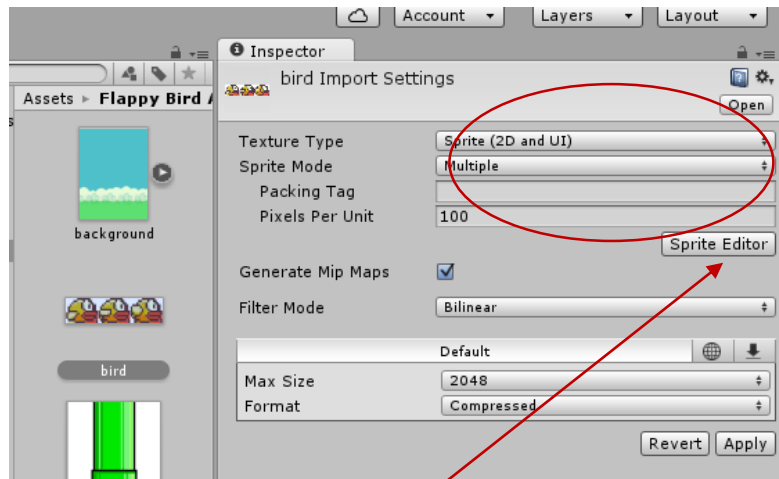 Account Layers Layout
Inspector
Assets ▸ Flappy Bird
bird Import Settings
Open
background
bird
Texture Type Sprite (2D and UI)
Sprite Mode Multiple
Packing Tag
Pixels Per Unit 100
Sprite Editor
Generate Mip Maps
Filter Mode Bilinear
Default
Max Size 2048
Format Compressed
Revert Apply